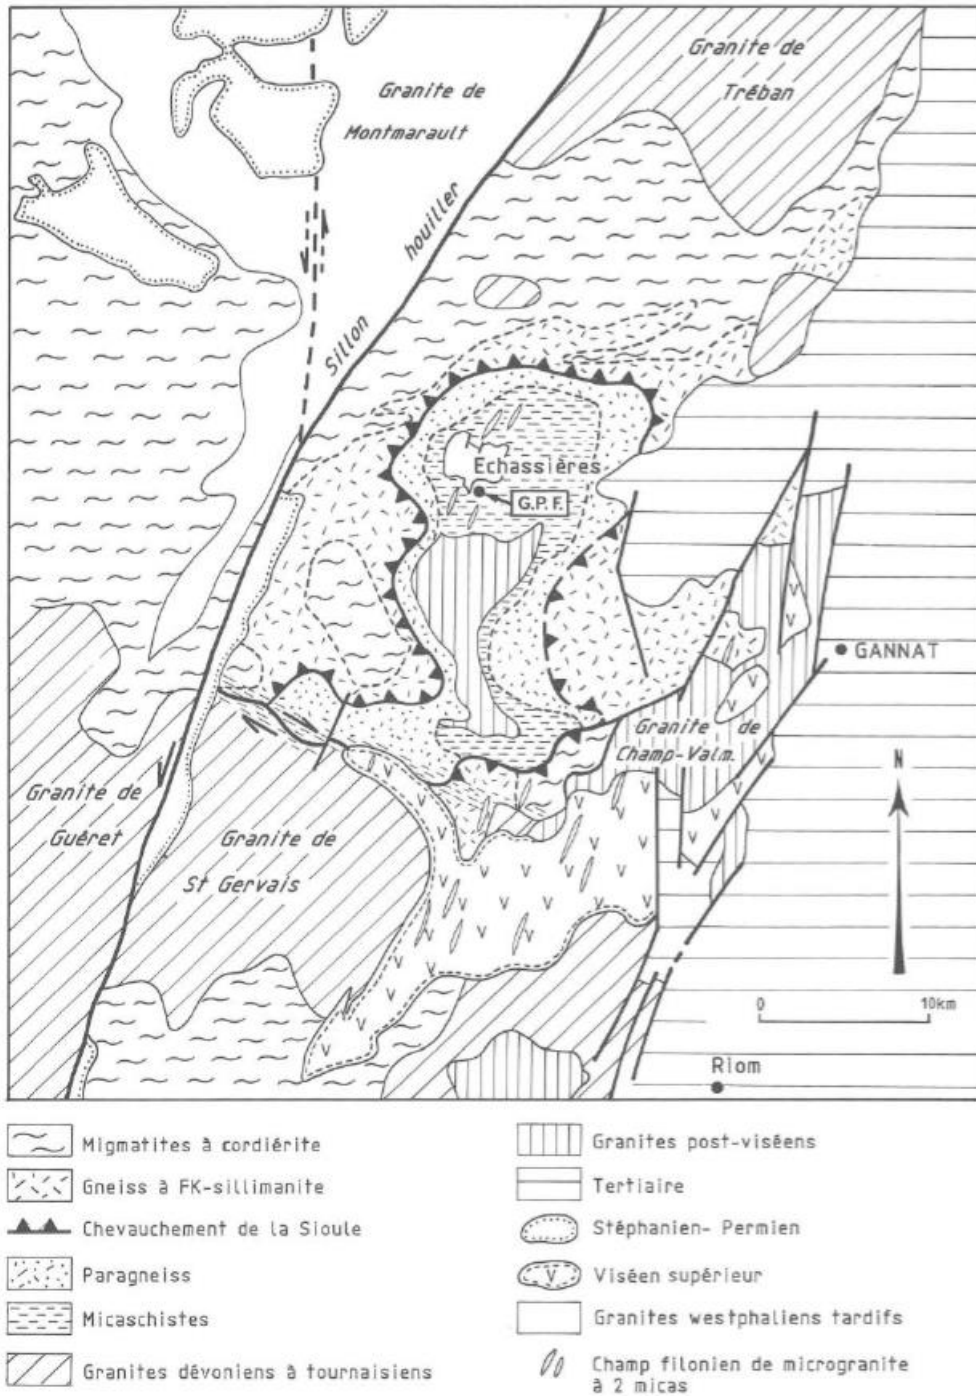 Granite de
Tréban
Granite de
Montmarault
Sillon houiller
Echassières
G.P.F.
GANNAT
Granite de
Champ-Valm.
N
Granite de
Guéret
Granite de
St Gervais
0 10km
Riom
Migmatites à cordiérite
Gneiss à FK-sillimanite
Chevauchement de la Sioule
Paragneiss
Micaschistes
Granites dévoniens à tournaisiens
Granites post-viséens
Tertiaire
Stéphanien- Permien
V Viséen supérieur
Granites westphaliens tardifs
Champ filonien de microgranite
à 2 micas